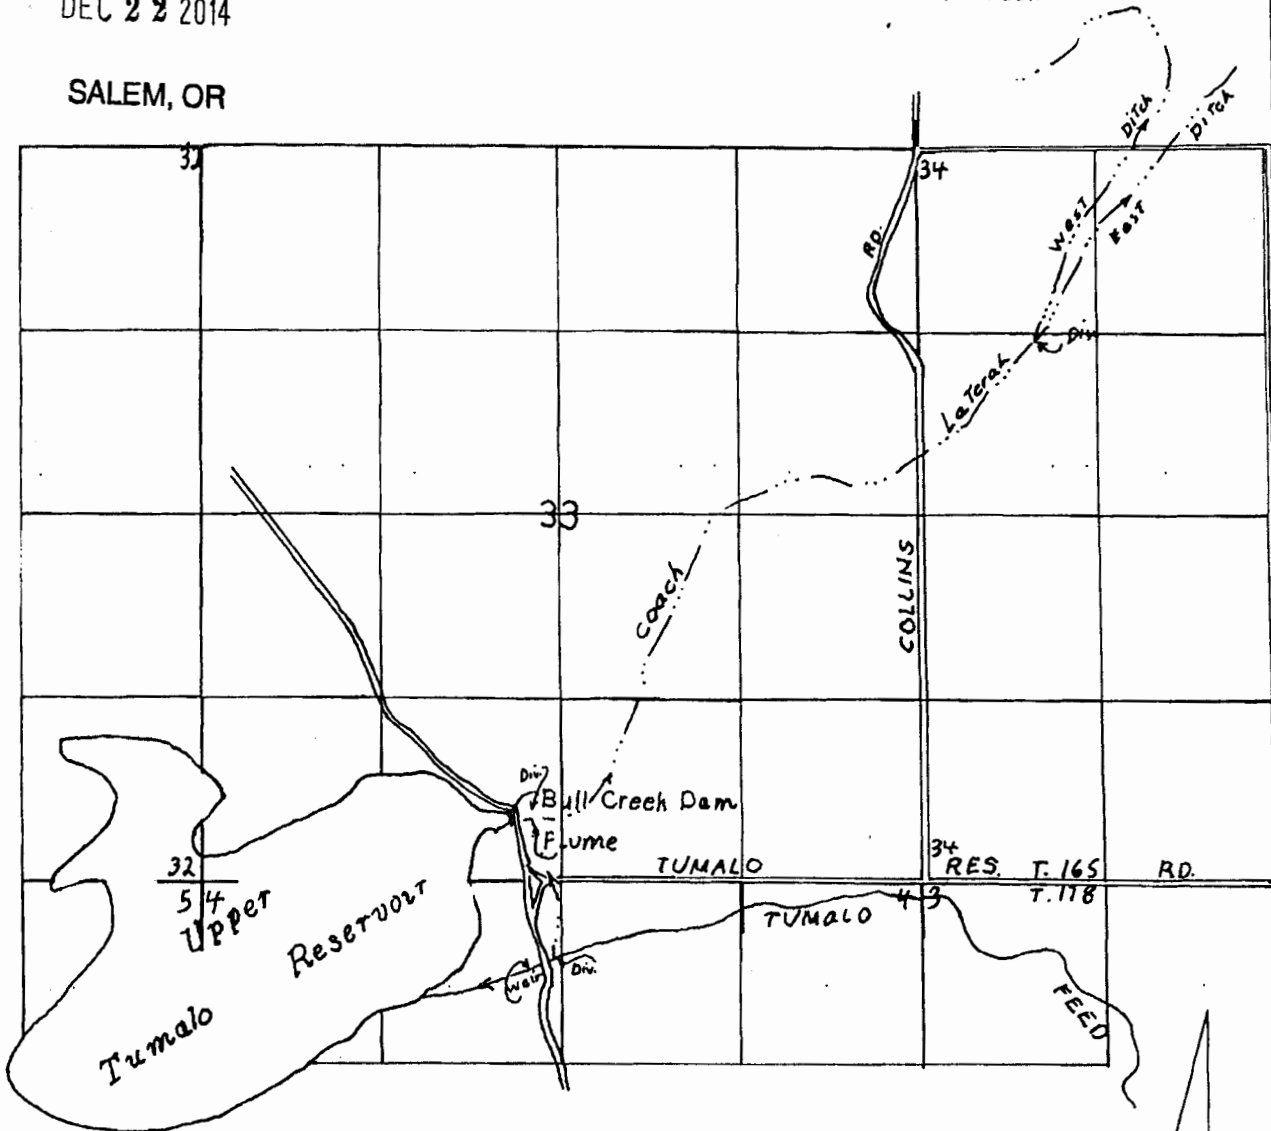 DEC 22 2014
SALEM, OR
34
RD.
West
Ditch
East
Ditch
Div
Lateral
33
Coach
COLLINS
Div.
Bull Creek Dam
Flume
32
5 4
TUMALO
34
RES. T. 16S RD.
4 3 T. 17S
Upper
Tumalo
Reservoir
TUMALO
FEED
Weir
Div.